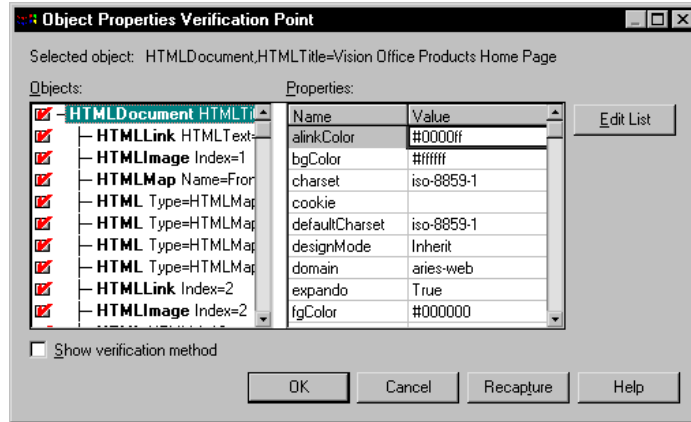 Object Properties Verification Point
Selected object: HTMLDocument,HTMLTitle=Vision Office Products Home Page
Objects:
Properties:
HTMLDocument HTMLTi
HTMLLink HTMLText=
HTMLImage Index=1
HTMLMap Name=Fron
HTML Type=HTMLMap
HTML Type=HTMLMap
HTML Type=HTMLMap
HTML Type=HTMLMap
HTMLLink Index=2
HTMLImage Index=2
Name Value
alinkColor #0000ff
bgColor #ffffff
charset iso-8859-1
cookie
defaultCharset iso-8859-1
designMode Inherit
domain aries-web
expando True
fgColor #000000
Edit List
Show verification method
OK Cancel Recapture Help